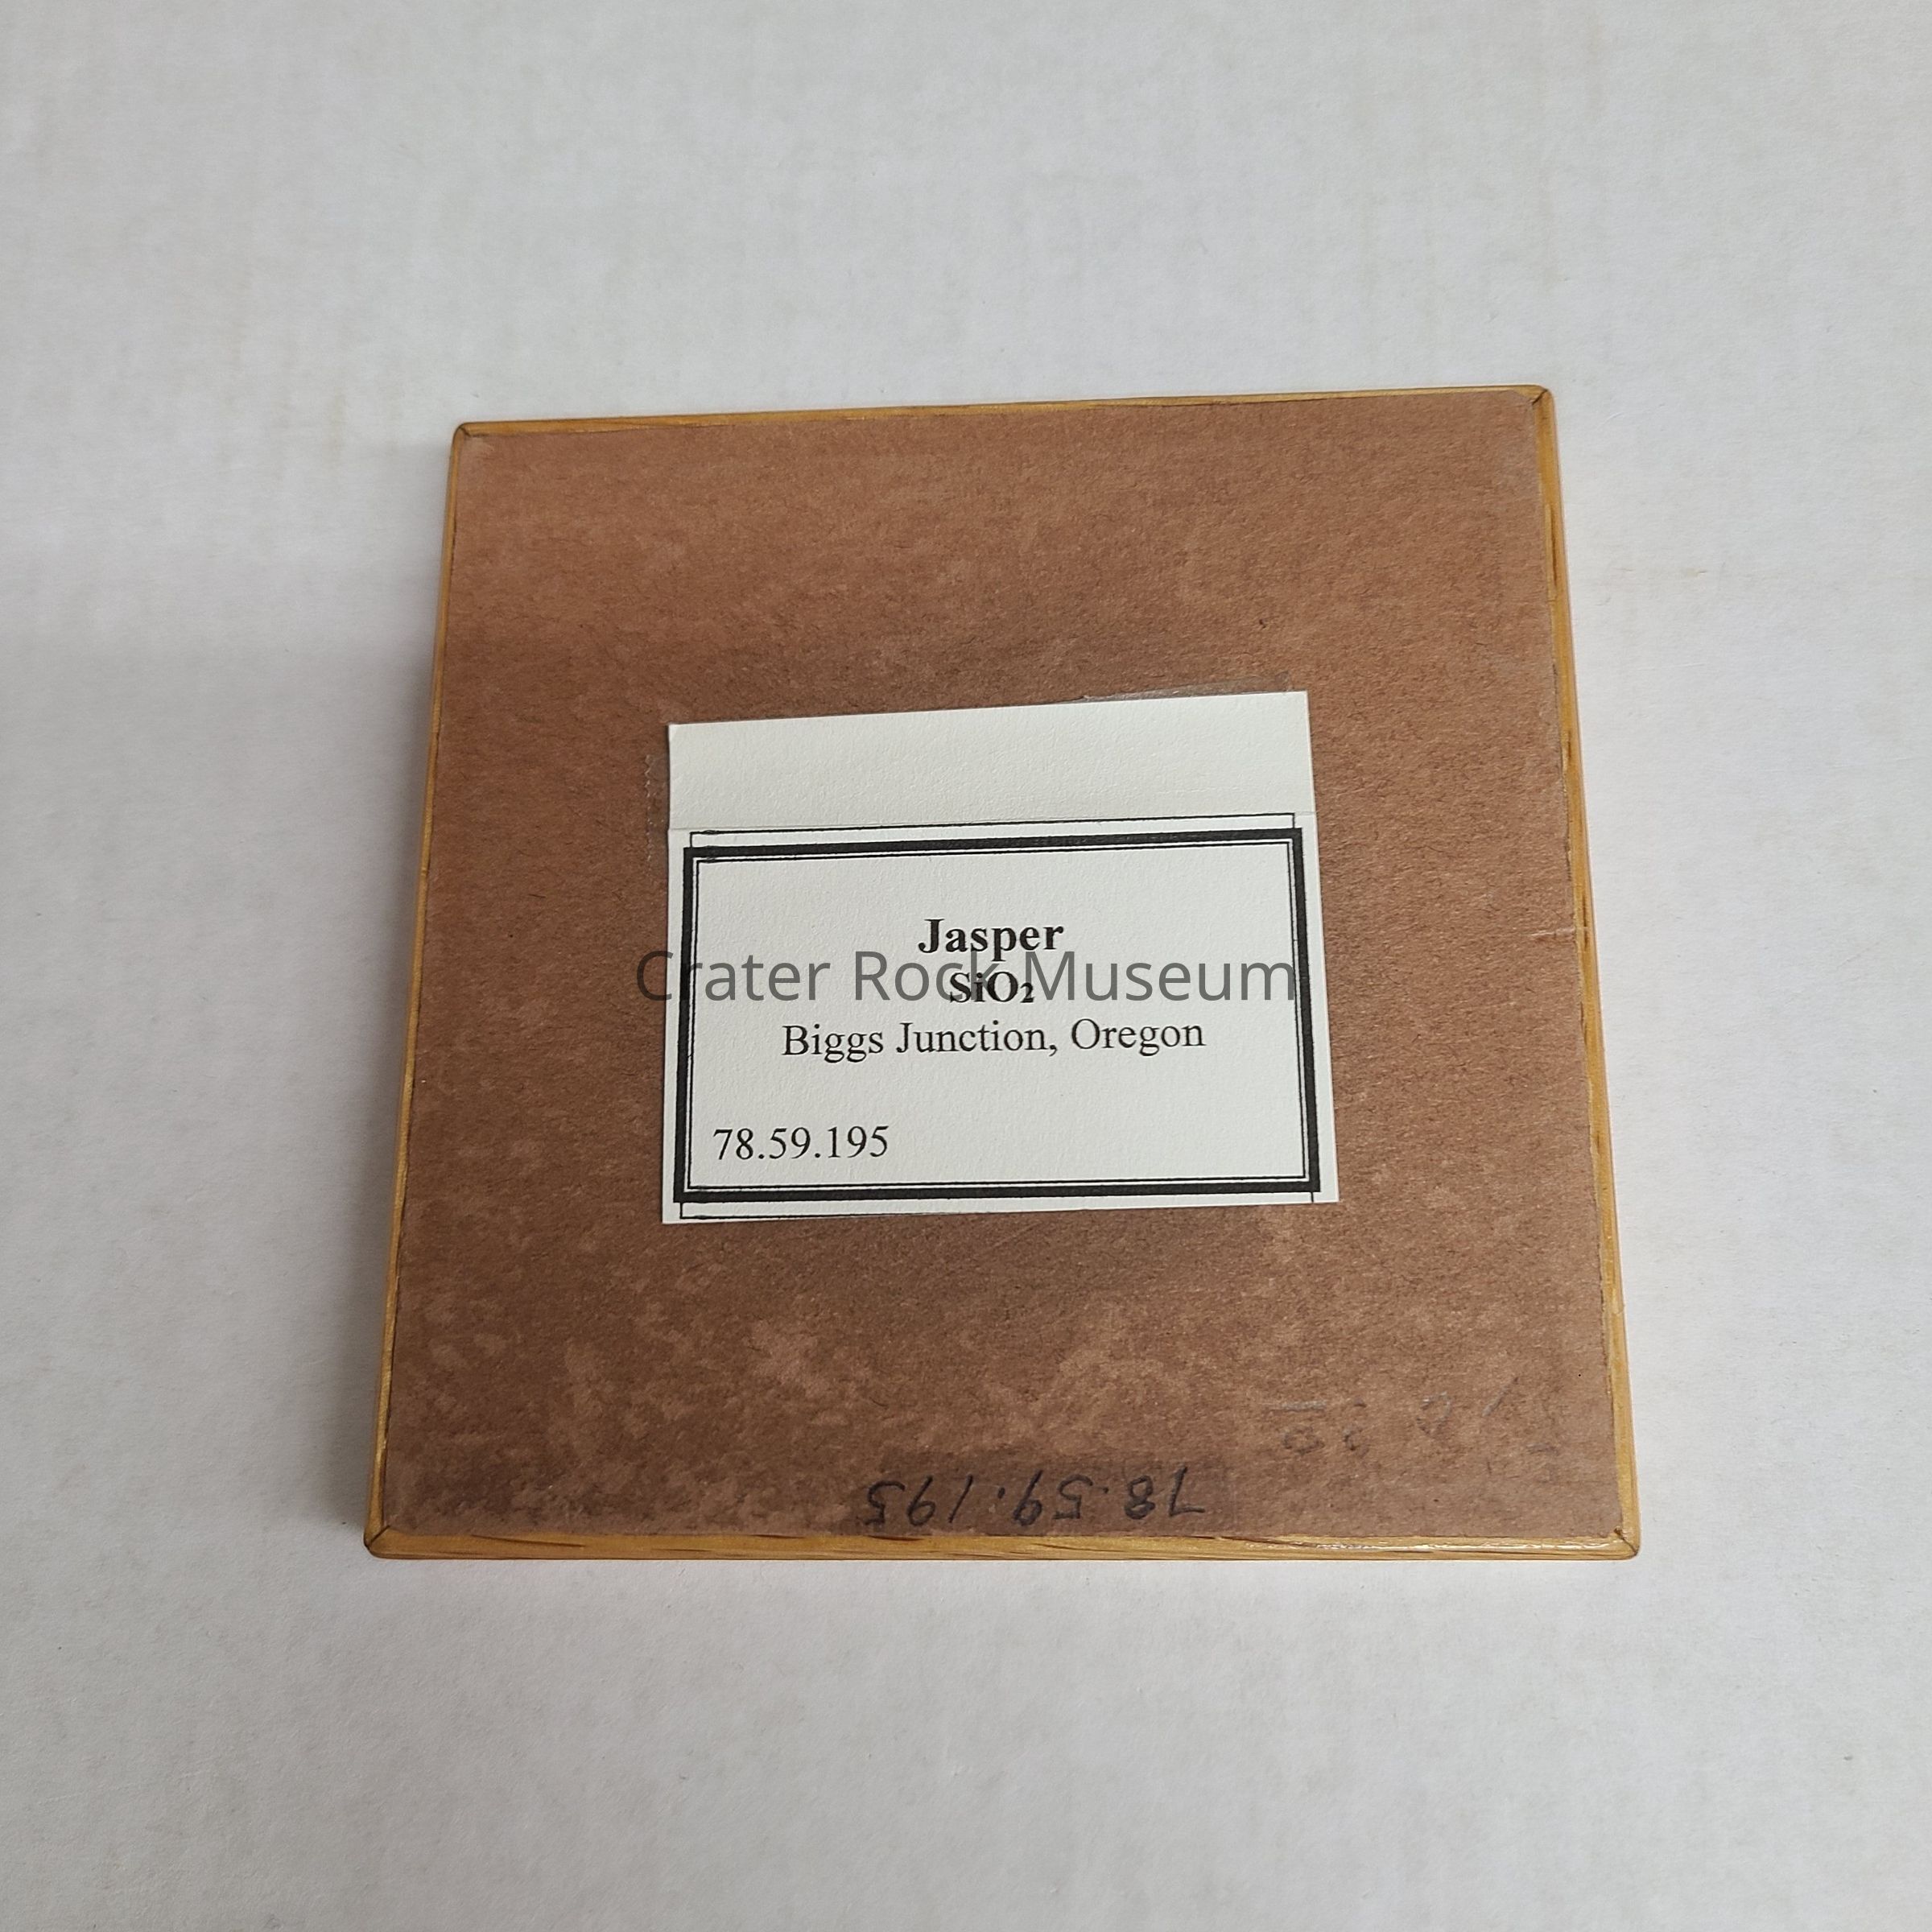 Jasper
SiO₂
Crater Rock Museum
Biggs Junction, Oregon
78.59.195
78.59.195